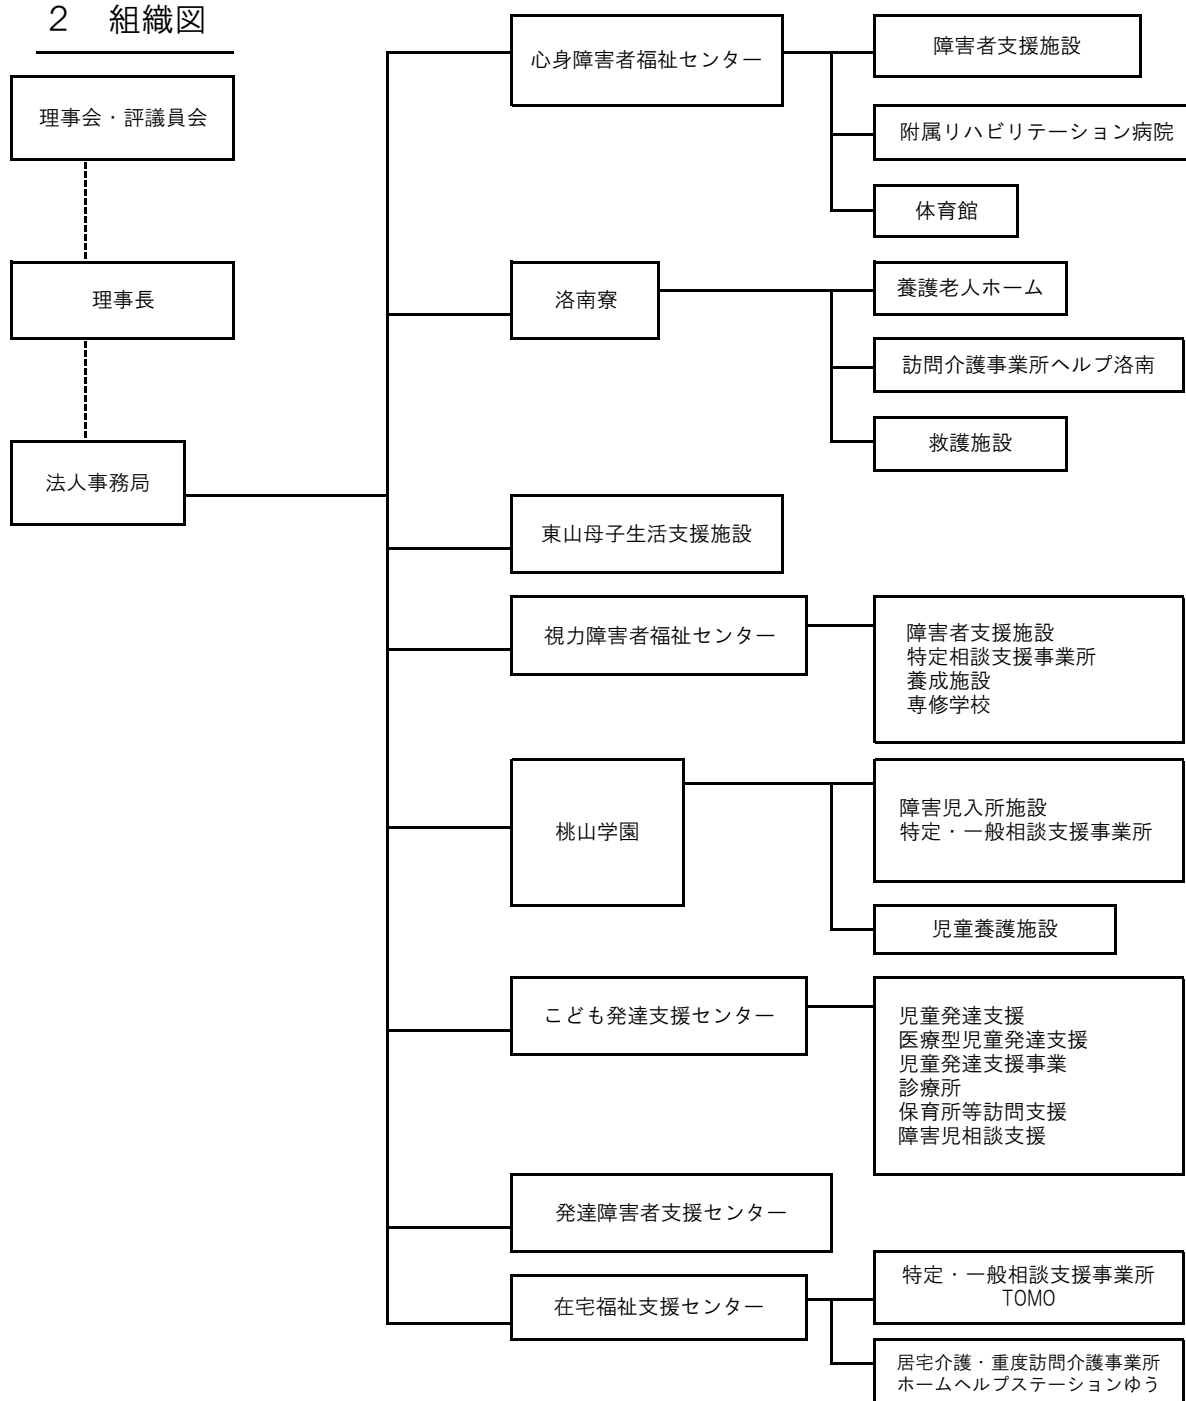 ２　組織図
理事会・評議員会
理事長
法人事務局
心身障害者福祉センター
障害者支援施設
附属リハビリテーション病院
体育館
洛南寮
養護老人ホーム
訪問介護事業所ヘルプ洛南
救護施設
東山母子生活支援施設
視力障害者福祉センター
障害者支援施設
特定相談支援事業所
養成施設
専修学校
桃山学園
障害児入所施設
特定・一般相談支援事業所
児童養護施設
こども発達支援センター
児童発達支援
医療型児童発達支援
児童発達支援事業
診療所
保育所等訪問支援
障害児相談支援
発達障害者支援センター
在宅福祉支援センター
特定・一般相談支援事業所
TOMO
居宅介護・重度訪問介護事業所
ホームヘルプステーションゆう